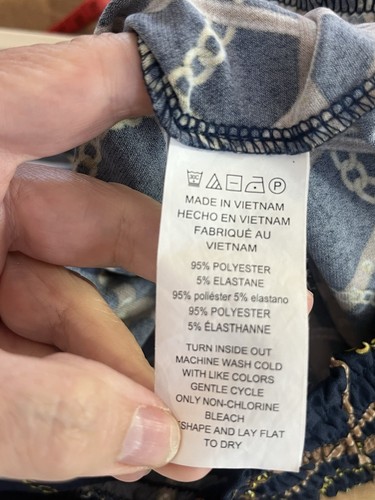 MADE IN VIETNAM
HECHO EN VIETNAM
FABRIQUÉ AU
VIETNAM
95% POLYESTER
5% ELASTANE
95% poliéster 5% elastano
95% POLYESTER
5% ÉLASTHANNE
TURN INSIDE OUT
MACHINE WASH COLD
WITH LIKE COLORS
GENTLE CYCLE
ONLY NON-CHLORINE
BLEACH
SHAPE AND LAY FLAT
TO DRY